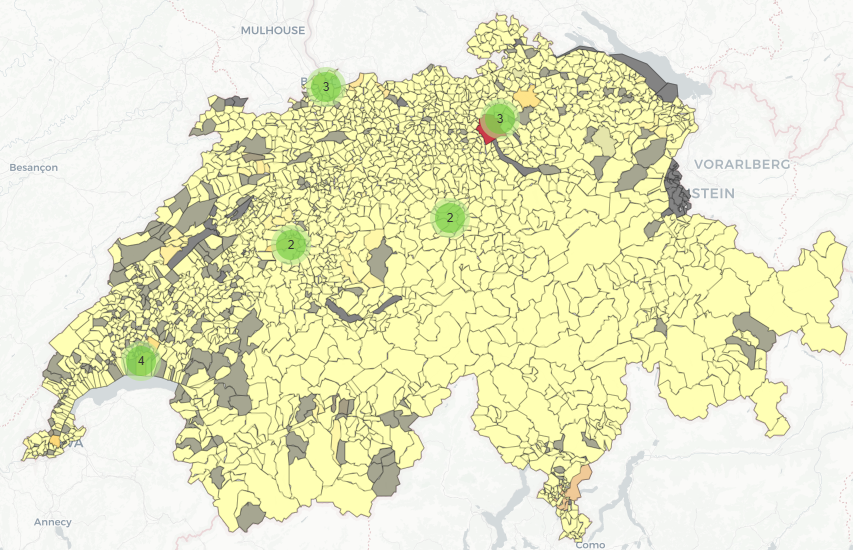 MULHOUSE
B
3
3
Besançon
VORARLBERG
STEIN
2
2
4
A
Annecy
Como